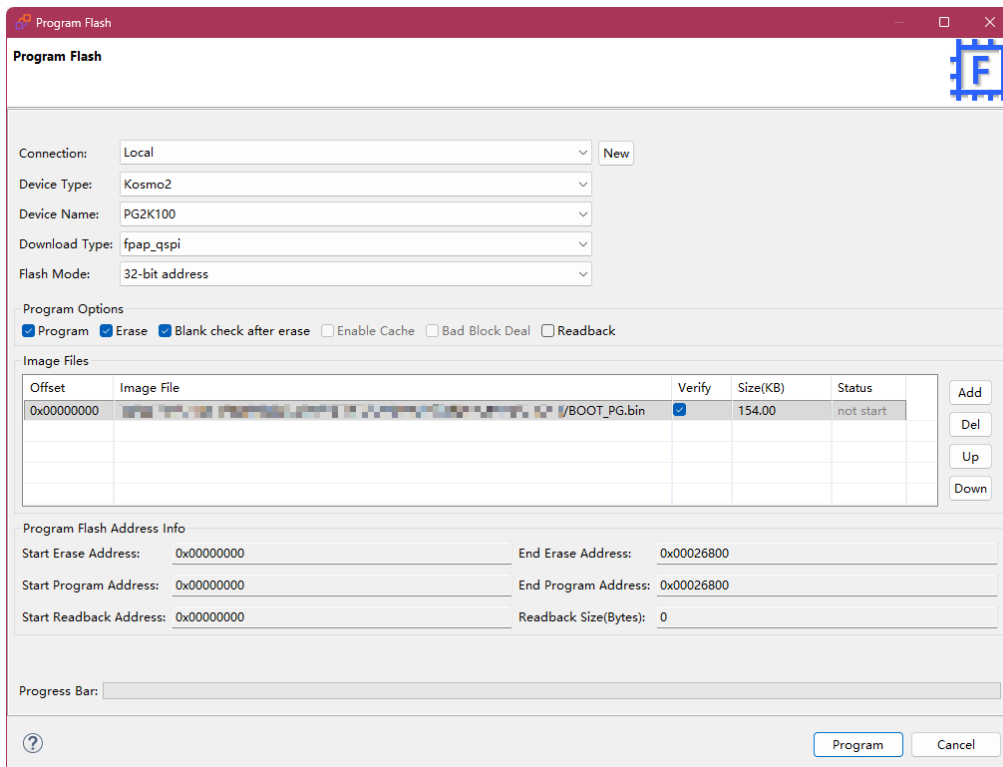 Program Flash
Program Flash
F
Connection: Local New
Device Type: Kosmo2
Device Name: PG2K100
Download Type: fpap_qspi
Flash Mode: 32-bit address
Program Options
Program Erase Blank check after erase Enable Cache Bad Block Deal Readback
Image Files
Offset Image File Verify Size(KB) Status
0x00000000 /BOOT_PG.bin 154.00 not start
Add
Del
Up
Down
Program Flash Address Info
Start Erase Address: 0x00000000 End Erase Address: 0x00026800
Start Program Address: 0x00000000 End Program Address: 0x00026800
Start Readback Address: 0x00000000 Readback Size(Bytes): 0
Progress Bar:
? Program Cancel